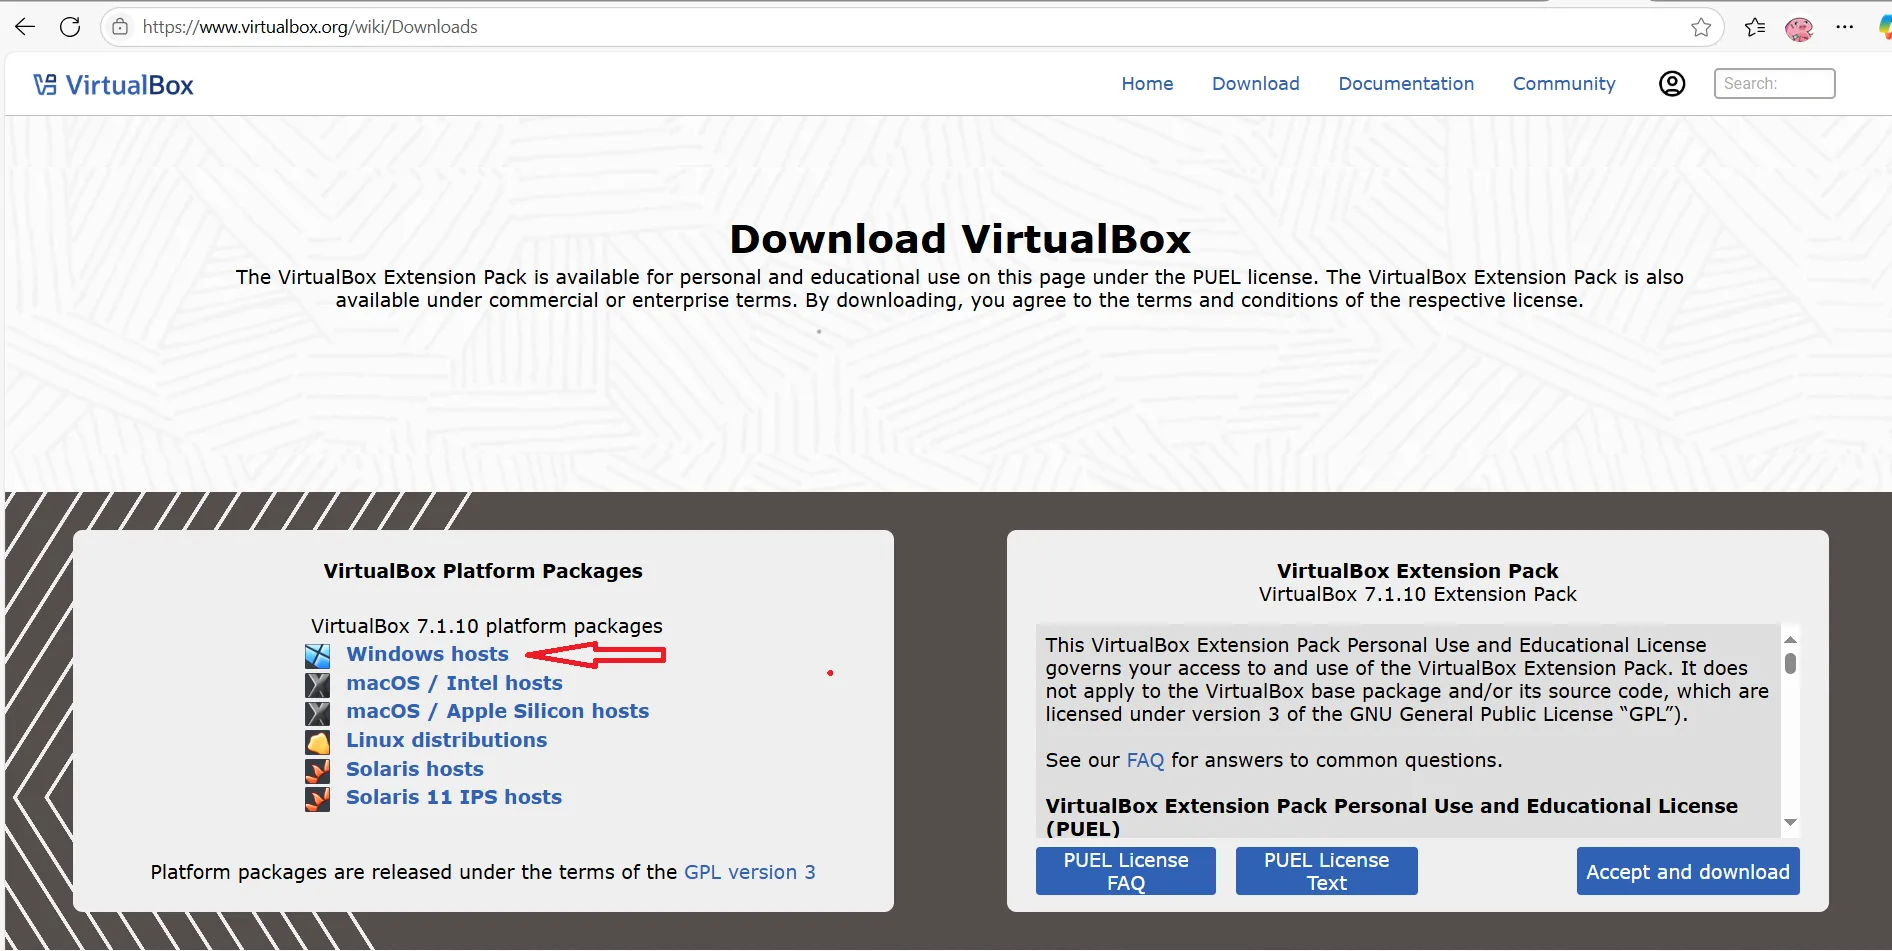 https://www.virtualbox.org/wiki/Downloads
VirtualBox
Home Download Documentation Community Search:
Download VirtualBox
The VirtualBox Extension Pack is available for personal and educational use on this page under the PUEL license. The VirtualBox Extension Pack is also
available under commercial or enterprise terms. By downloading, you agree to the terms and conditions of the respective license.
VirtualBox Platform Packages
VirtualBox 7.1.10 platform packages
Windows hosts
macOS / Intel hosts
macOS / Apple Silicon hosts
Linux distributions
Solaris hosts
Solaris 11 IPS hosts
Platform packages are released under the terms of the GPL version 3
VirtualBox Extension Pack
VirtualBox 7.1.10 Extension Pack
This VirtualBox Extension Pack Personal Use and Educational License
governs your access to and use of the VirtualBox Extension Pack. It does
not apply to the VirtualBox base package and/or its source code, which are
licensed under version 3 of the GNU General Public License “GPL”).
See our FAQ for answers to common questions.
VirtualBox Extension Pack Personal Use and Educational License
(PUEL)
PUEL License
FAQ
PUEL License
Text
Accept and download